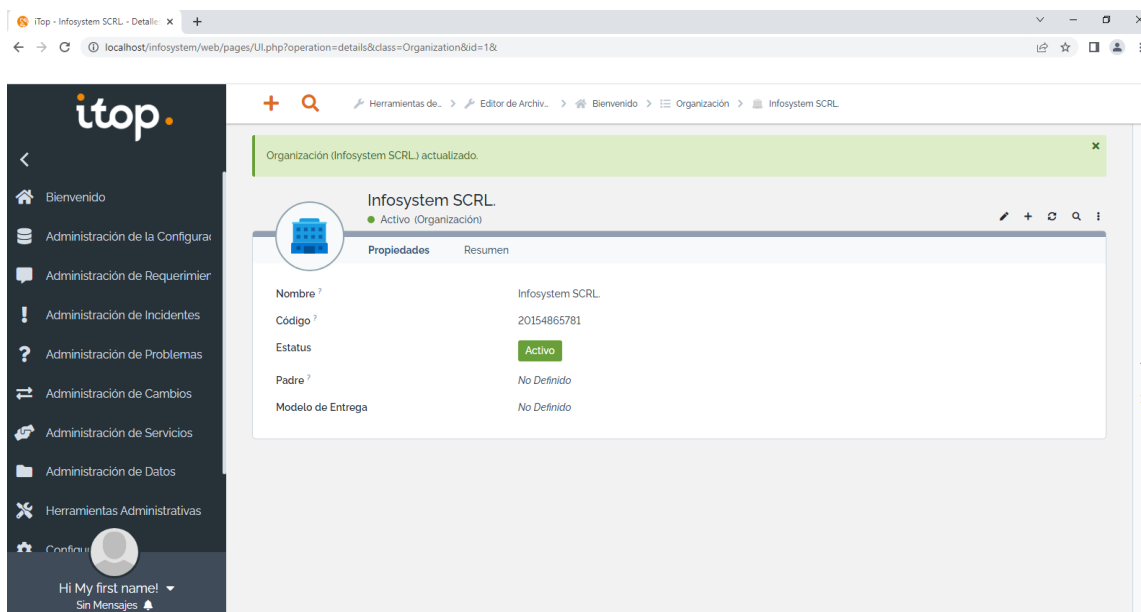 iTop - Infosystem SCRL. - Detalle
localhost/infosystem/web/pages/UI.php?operation=details&class=Organization&id=1&
itop
Herramientas de... > Editor de Archiv... > Bienvenido > Organización > Infosystem SCRL.
Organización (Infosystem SCRL.) actualizado.
Bienvenido
Administración de la Configurac
Administración de Requerimien
Administración de Incidentes
Administración de Problemas
Administración de Cambios
Administración de Servicios
Administración de Datos
Herramientas Administrativas
Configu
Hi My first name!
Sin Mensajes
Infosystem SCRL.
Activo (Organización)
Propiedades Resumen
Nombre ? Infosystem SCRL.
Código ? 20154865781
Estatus Activo
Padre ? No Definido
Modelo de Entrega No Definido